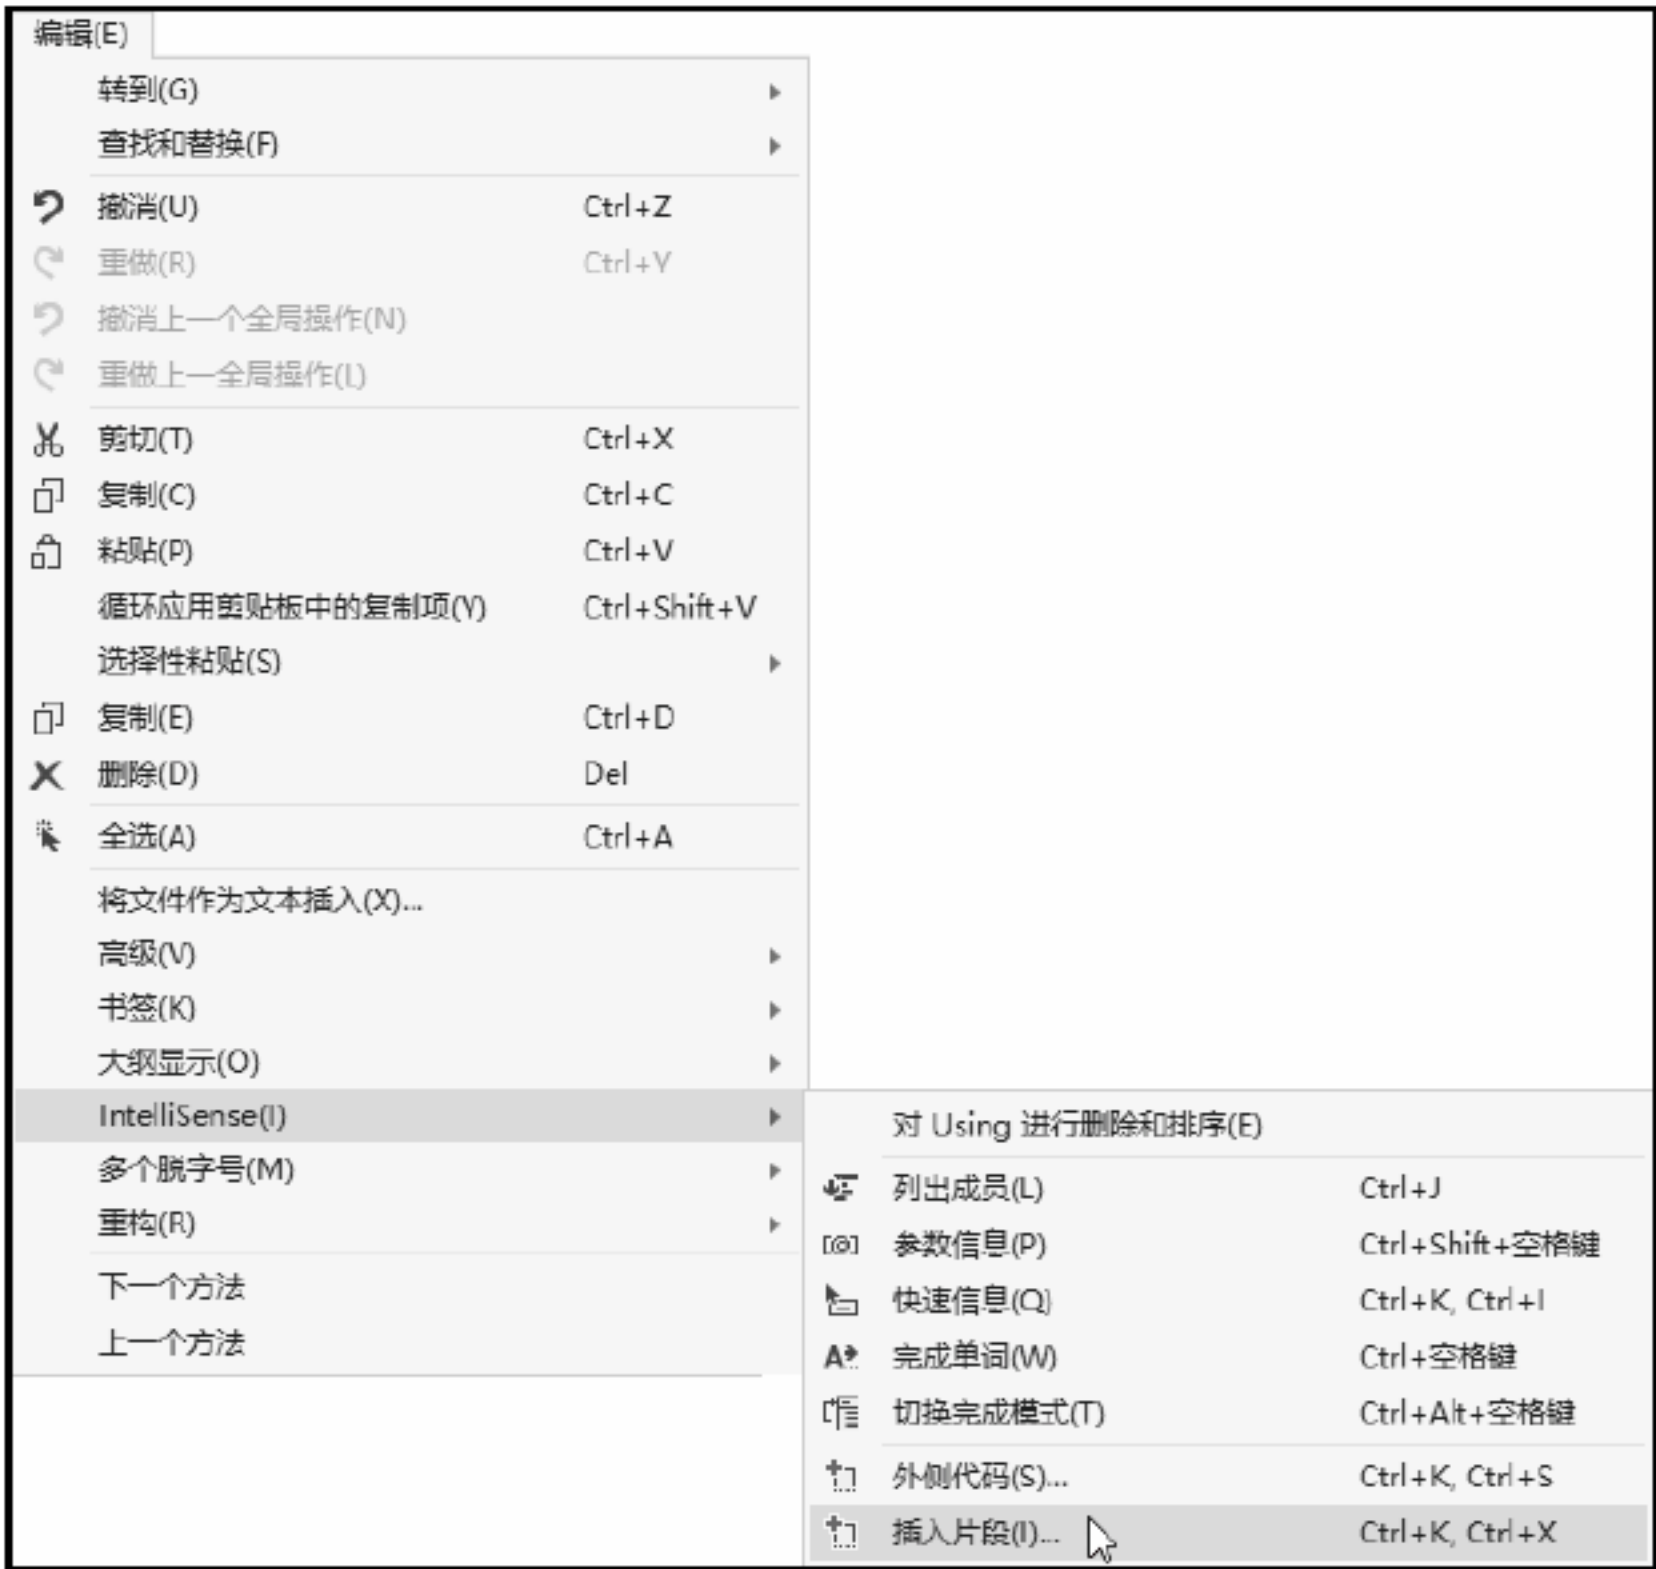 编辑(E)
转到(G)
查找和替换(F)
撤消(U) Ctrl+Z
重做(R) Ctrl+Y
撤消上一个全局操作(N)
重做上一全局操作(L)
剪切(T) Ctrl+X
复制(C) Ctrl+C
粘贴(P) Ctrl+V
循环应用剪贴板中的复制项(Y) Ctrl+Shift+V
选择性粘贴(S)
复制(E) Ctrl+D
删除(D) Del
全选(A) Ctrl+A
将文件作为文本插入(X)...
高级(V)
书签(K)
大纲显示(O)
IntelliSense(I)
多个脱字号(M)
重构(R)
下一个方法
上一个方法
对 Using 进行删除和排序(E)
列出成员(L) Ctrl+J
参数信息(P) Ctrl+Shift+空格键
快速信息(Q) Ctrl+K, Ctrl+I
完成单词(W) Ctrl+空格键
切换完成模式(T) Ctrl+Alt+空格键
外侧代码(S)... Ctrl+K, Ctrl+S
插入片段(I)... Ctrl+K, Ctrl+X